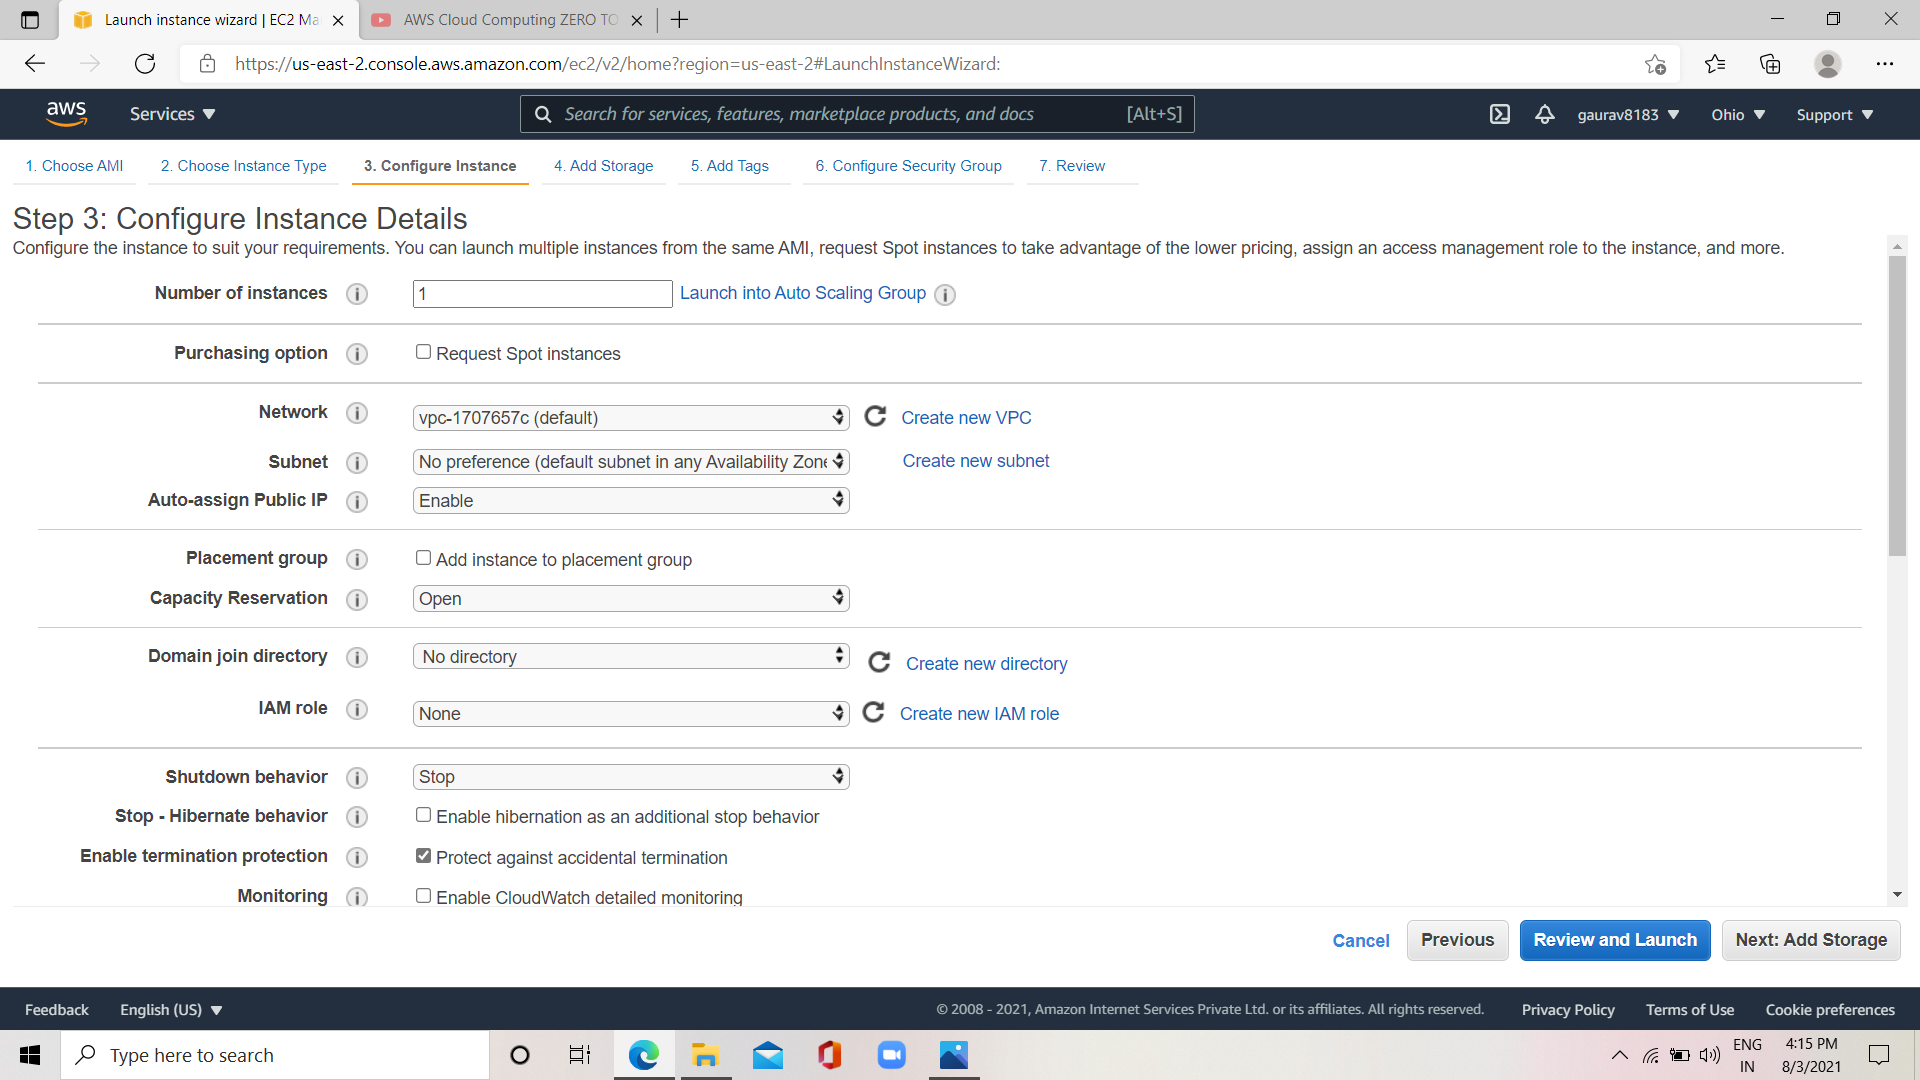 Launch instance wizard | EC2 Ma
AWS Cloud Computing ZERO TO
https://us-east-2.console.aws.amazon.com/ec2/v2/home?region=us-east-2#LaunchInstanceWizard:
aws
Services
Search for services, features, marketplace products, and docs [Alt+S]
gaurav8183
Ohio
Support
1. Choose AMI
2. Choose Instance Type
3. Configure Instance
4. Add Storage
5. Add Tags
6. Configure Security Group
7. Review
Step 3: Configure Instance Details
Configure the instance to suit your requirements. You can launch multiple instances from the same AMI, request Spot instances to take advantage of the lower pricing, assign an access management role to the instance, and more.
Number of instances i 1 Launch into Auto Scaling Group i
Purchasing option i Request Spot instances
Network i vpc-1707657c (default) Create new VPC
Subnet i No preference (default subnet in any Availability Zone Create new subnet
Auto-assign Public IP i Enable
Placement group i Add instance to placement group
Capacity Reservation i Open
Domain join directory i No directory Create new directory
IAM role i None Create new IAM role
Shutdown behavior i Stop
Stop - Hibernate behavior i Enable hibernation as an additional stop behavior
Enable termination protection i Protect against accidental termination
Monitoring i Enable CloudWatch detailed monitoring
Cancel
Previous
Review and Launch
Next: Add Storage
Feedback
English (US)
© 2008 - 2021, Amazon Internet Services Private Ltd. or its affiliates. All rights reserved.
Privacy Policy
Terms of Use
Cookie preferences
Type here to search
ENG
IN
4:15 PM
8/3/2021